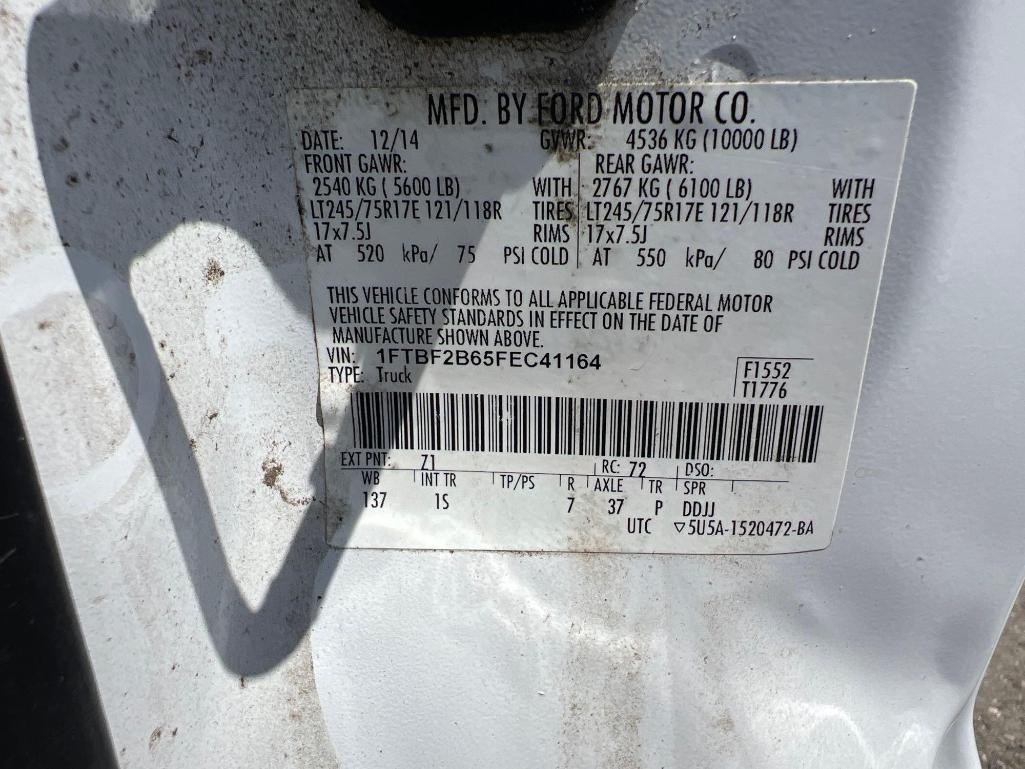 MFD. BY FORD MOTOR CO.
DATE: 12/14 GVWR: 4536 KG (10000 LB)
FRONT GAWR: REAR GAWR:
2540 KG ( 5600 LB) WITH 2767 KG ( 6100 LB) WITH
LT245/75R17E 121/118R TIRES LT245/75R17E 121/118R TIRES
17x7.5J RIMS 17x7.5J RIMS
AT 520 kPa/ 75 PSI COLD AT 550 kPa/ 80 PSI COLD
THIS VEHICLE CONFORMS TO ALL APPLICABLE FEDERAL MOTOR
VEHICLE SAFETY STANDARDS IN EFFECT ON THE DATE OF
MANUFACTURE SHOWN ABOVE.
VIN: 1FTBF2B65FEC41164
F1552
TYPE: Truck
T1776
EXT PNT: Z1 RC: 72 DSO:
WB INT TR TP/PS R AXLE TR SPR
137 1S 7 37 P DDJJ
UTC ▽5U5A-1520472-BA